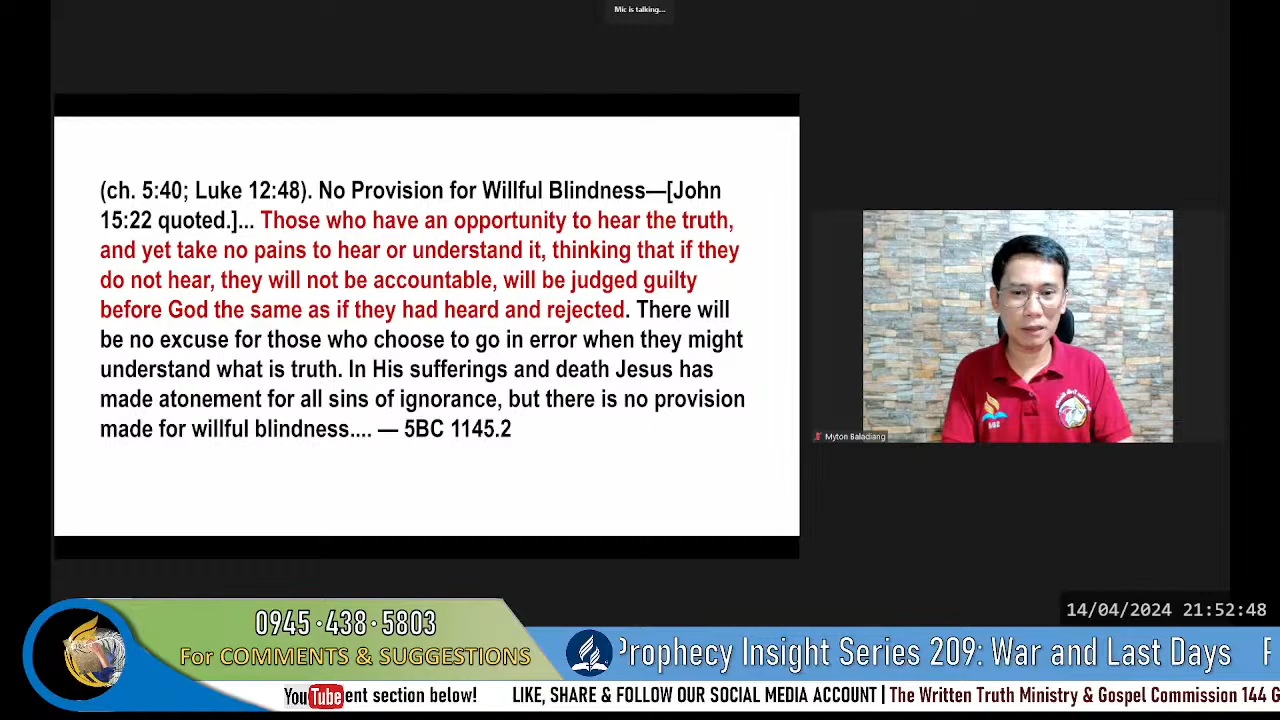 Mic is talking...
(ch. 5:40; Luke 12:48). No Provision for Willful Blindness—[John
15:22 quoted.]... Those who have an opportunity to hear the truth,
and yet take no pains to hear or understand it, thinking that if they
do not hear, they will not be accountable, will be judged guilty
before God the same as if they had heard and rejected. There will
be no excuse for those who choose to go in error when they might
understand what is truth. In His sufferings and death Jesus has
made atonement for all sins of ignorance, but there is no provision
made for willful blindness.... — 5BC 1145.2
Myton Baladiang
14/04/2024 21:52:48
0945·438·5803
For COMMENTS & SUGGESTIONS
Prophecy Insight Series 209: War and Last Days
YouTube ent section below! LIKE, SHARE & FOLLOW OUR SOCIAL MEDIA ACCOUNT | The Written Truth Ministry & Gospel Commission 144 G